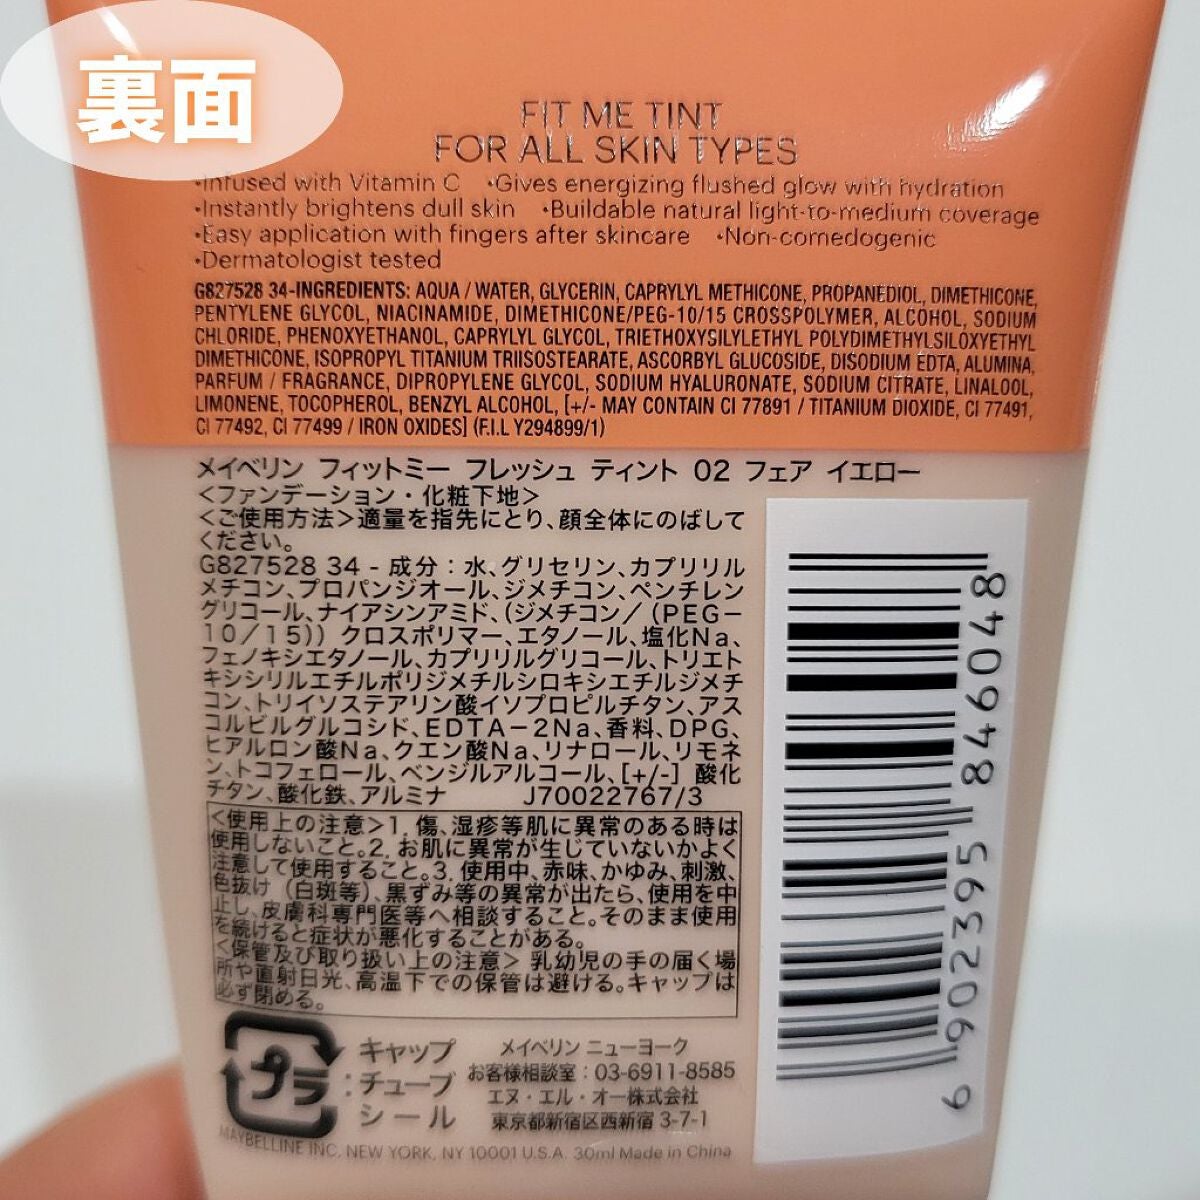 裏面
FIT ME TINT
FOR ALL SKIN TYPES
•Infused with Vitamin C •Gives energizing flushed glow with hydration
•Instantly brightens dull skin •Buildable natural light-to-medium coverage
•Easy application with fingers after skincare •Non-comedogenic
•Dermatologist tested
G827528 34-INGREDIENTS: AQUA / WATER, GLYCERIN, CAPRYLYL METHICONE, PROPANEDIOL, DIMETHICONE,
PENTYLENE GLYCOL, NIACINAMIDE, DIMETHICONE/PEG-10/15 CROSSPOLYMER, ALCOHOL, SODIUM
CHLORIDE, PHENOXYETHANOL, CAPRYLYL GLYCOL, TRIETHOXYSILYLETHYL POLYDIMETHYLSILOXYETHYL
DIMETHICONE, ISOPROPYL TITANIUM TRIISOSTEARATE, ASCORBYL GLUCOSIDE, DISODIUM EDTA, ALUMINA,
PARFUM / FRAGRANCE, DIPROPYLENE GLYCOL, SODIUM HYALURONATE, SODIUM CITRATE, LINALOOL,
LIMONENE, TOCOPHEROL, BENZYL ALCOHOL, [+/- MAY CONTAIN CI 77891 / TITANIUM DIOXIDE, CI 77491,
CI 77492, CI 77499 / IRON OXIDES] (F.I.L Y294899/1)
メイベリン フィットミー フレッシュ ティント 02 フェア イエロー
<ファンデーション・化粧下地>
<ご使用方法>適量を指先にとり、顔全体にのばして
ください。
G827528 34 - 成分：水、グリセリン、カプリリル
メチコン、プロパンジオール、ジメチコン、ペンチレン
グリコール、ナイアシンアミド、（ジメチコン／（PEG－
10／15））クロスポリマー、エタノール、塩化Na、
フェノキシエタノール、カプリリルグリコール、トリエト
キシシリルエチルポリジメチルシロキシエチルジメチ
コン、トリイソステアリン酸イソプロピルチタン、アス
コルビルグルコシド、EDTA－2Na、香料、DPG、
ヒアルロン酸Na、クエン酸Na、リナロール、リモネ
ン、トコフェロール、ベンジルアルコール、[+/-] 酸化
チタン、酸化鉄、アルミナ J70022767/3
<使用上の注意>1. 傷、湿疹等肌に異常のある時は
使用しないこと。2. お肌に異常が生じていないかよく
注意して使用すること。3. 使用中、赤味、かゆみ、刺激、
色抜け（白斑等）、黒ずみ等の異常が出たら、使用を中
止し、皮膚科専門医等へ相談すること。そのまま使用
を続けると症状が悪化することがある。
<保管及び取り扱い上の注意> 乳幼児の手の届く場
所や直射日光、高温下での保管は避ける。キャップは
必ず閉める。
プラ
キャップ
:チューブ
シール
メイベリン ニューヨーク
お客様相談室：03-6911-8585
エヌ・エル・オー株式会社
東京都新宿区西新宿 3-7-1
MAYBELLINE INC, NEW YORK, NY 10001 U.S.A. 30ml Made in China
6 902395 846048